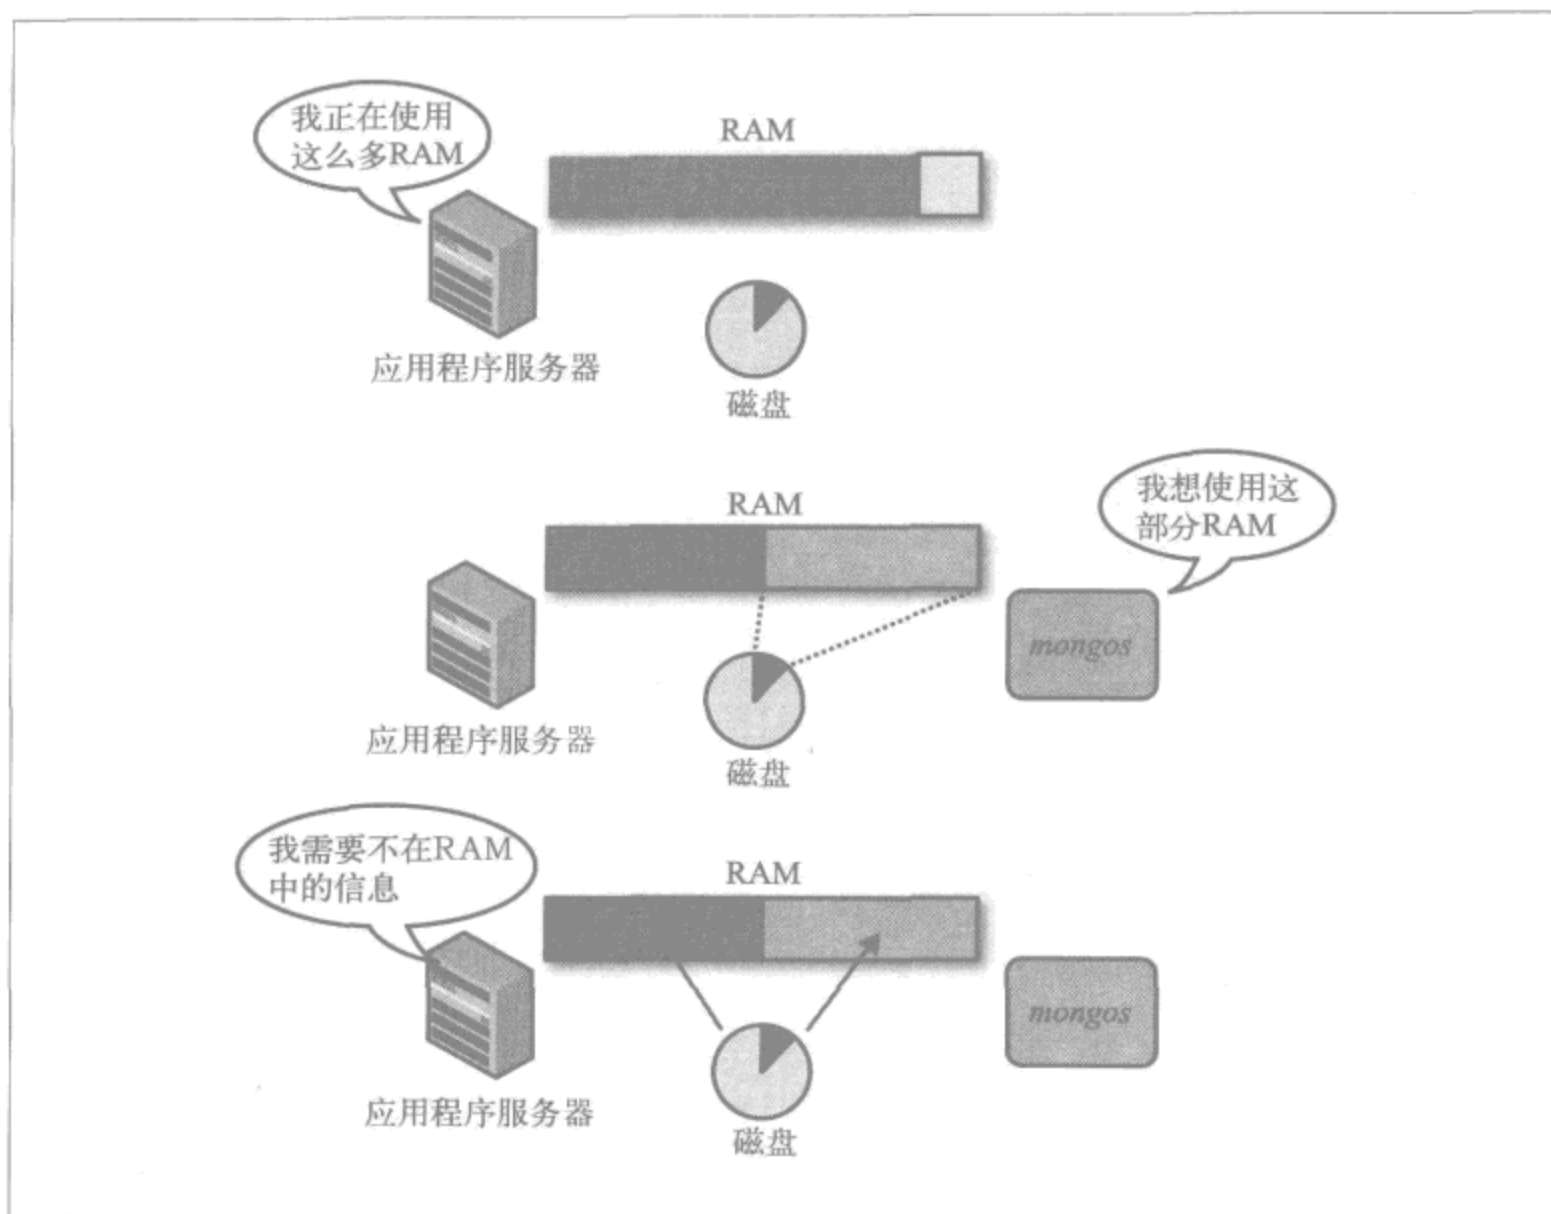 我正在使用
这么多RAM
RAM
应用程序服务器
磁盘
RAM
我想使用这
部分RAM
mongos
应用程序服务器
磁盘
我需要不在RAM
中的信息
RAM
mongos
应用程序服务器
磁盘